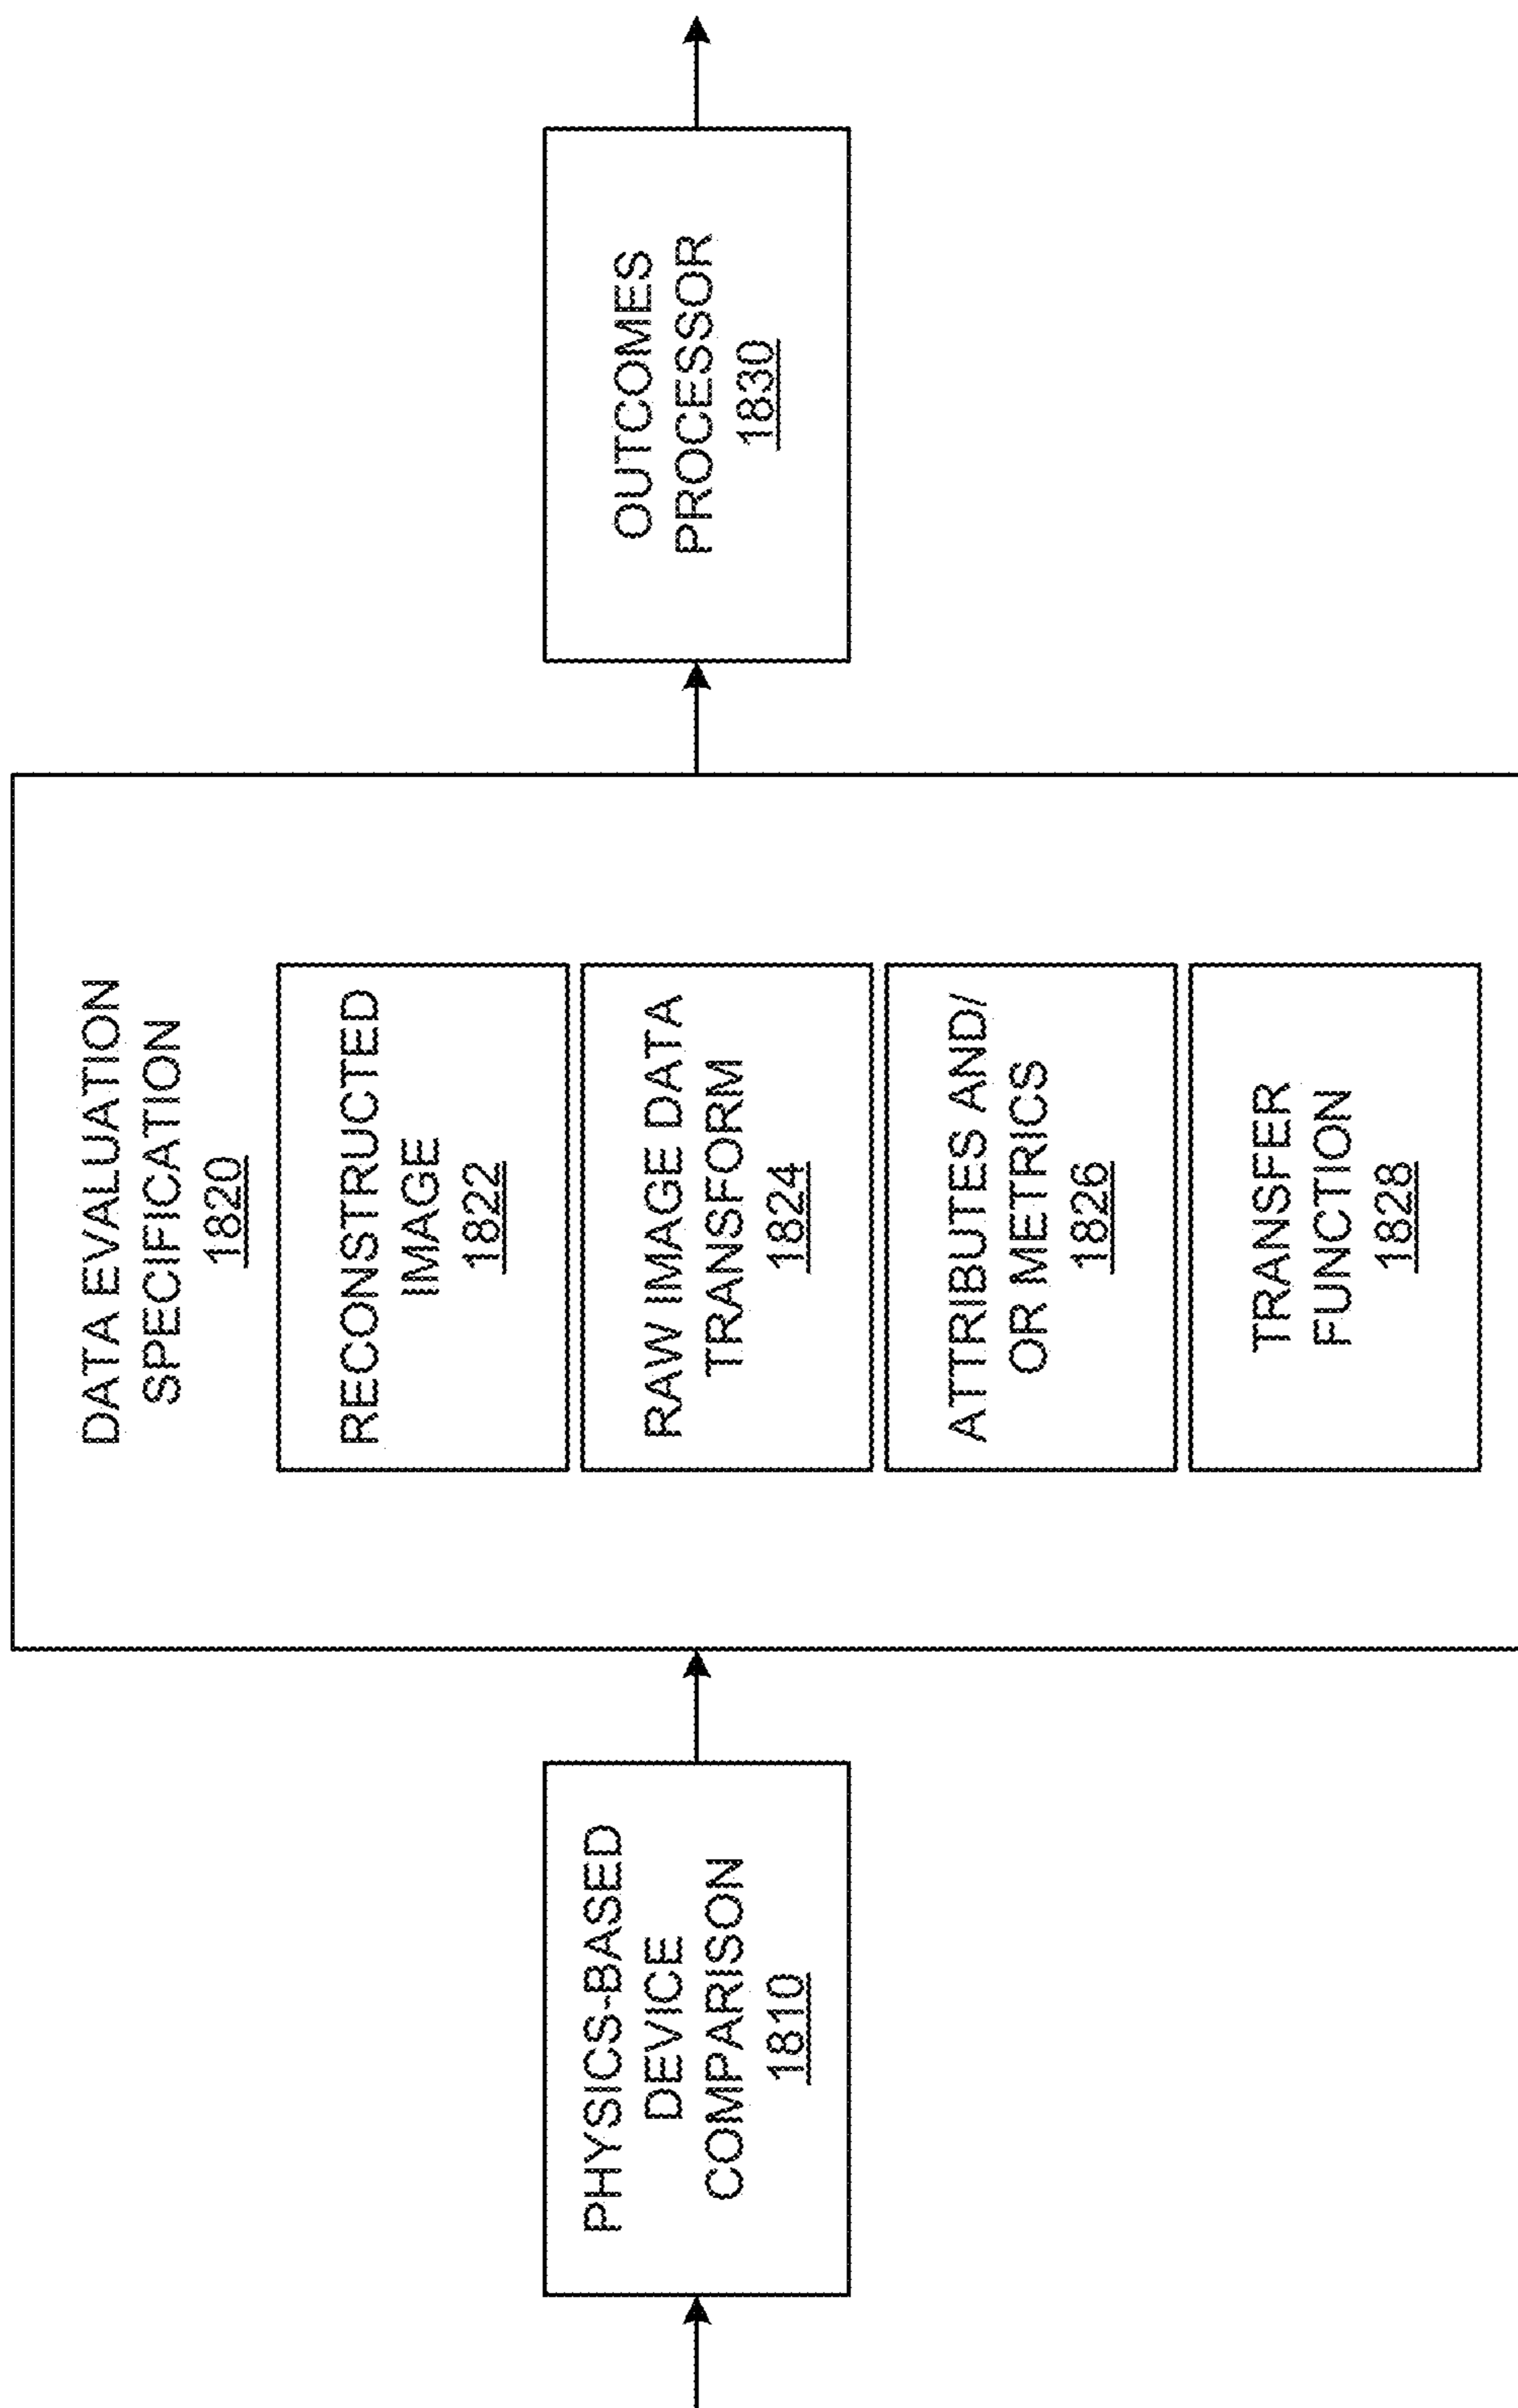 PHYSICS-BASED
DEVICE
COMPARISON
1810
DATA EVALUATION
SPECIFICATION
1820
RECONSTRUCTED
IMAGE
1822
RAW IMAGE DATA
TRANSFORM
1824
ATTRIBUTES AND/
OR METRICS
1826
TRANSFER
FUNCTION
1828
OUTCOMES
PROCESSOR
1830